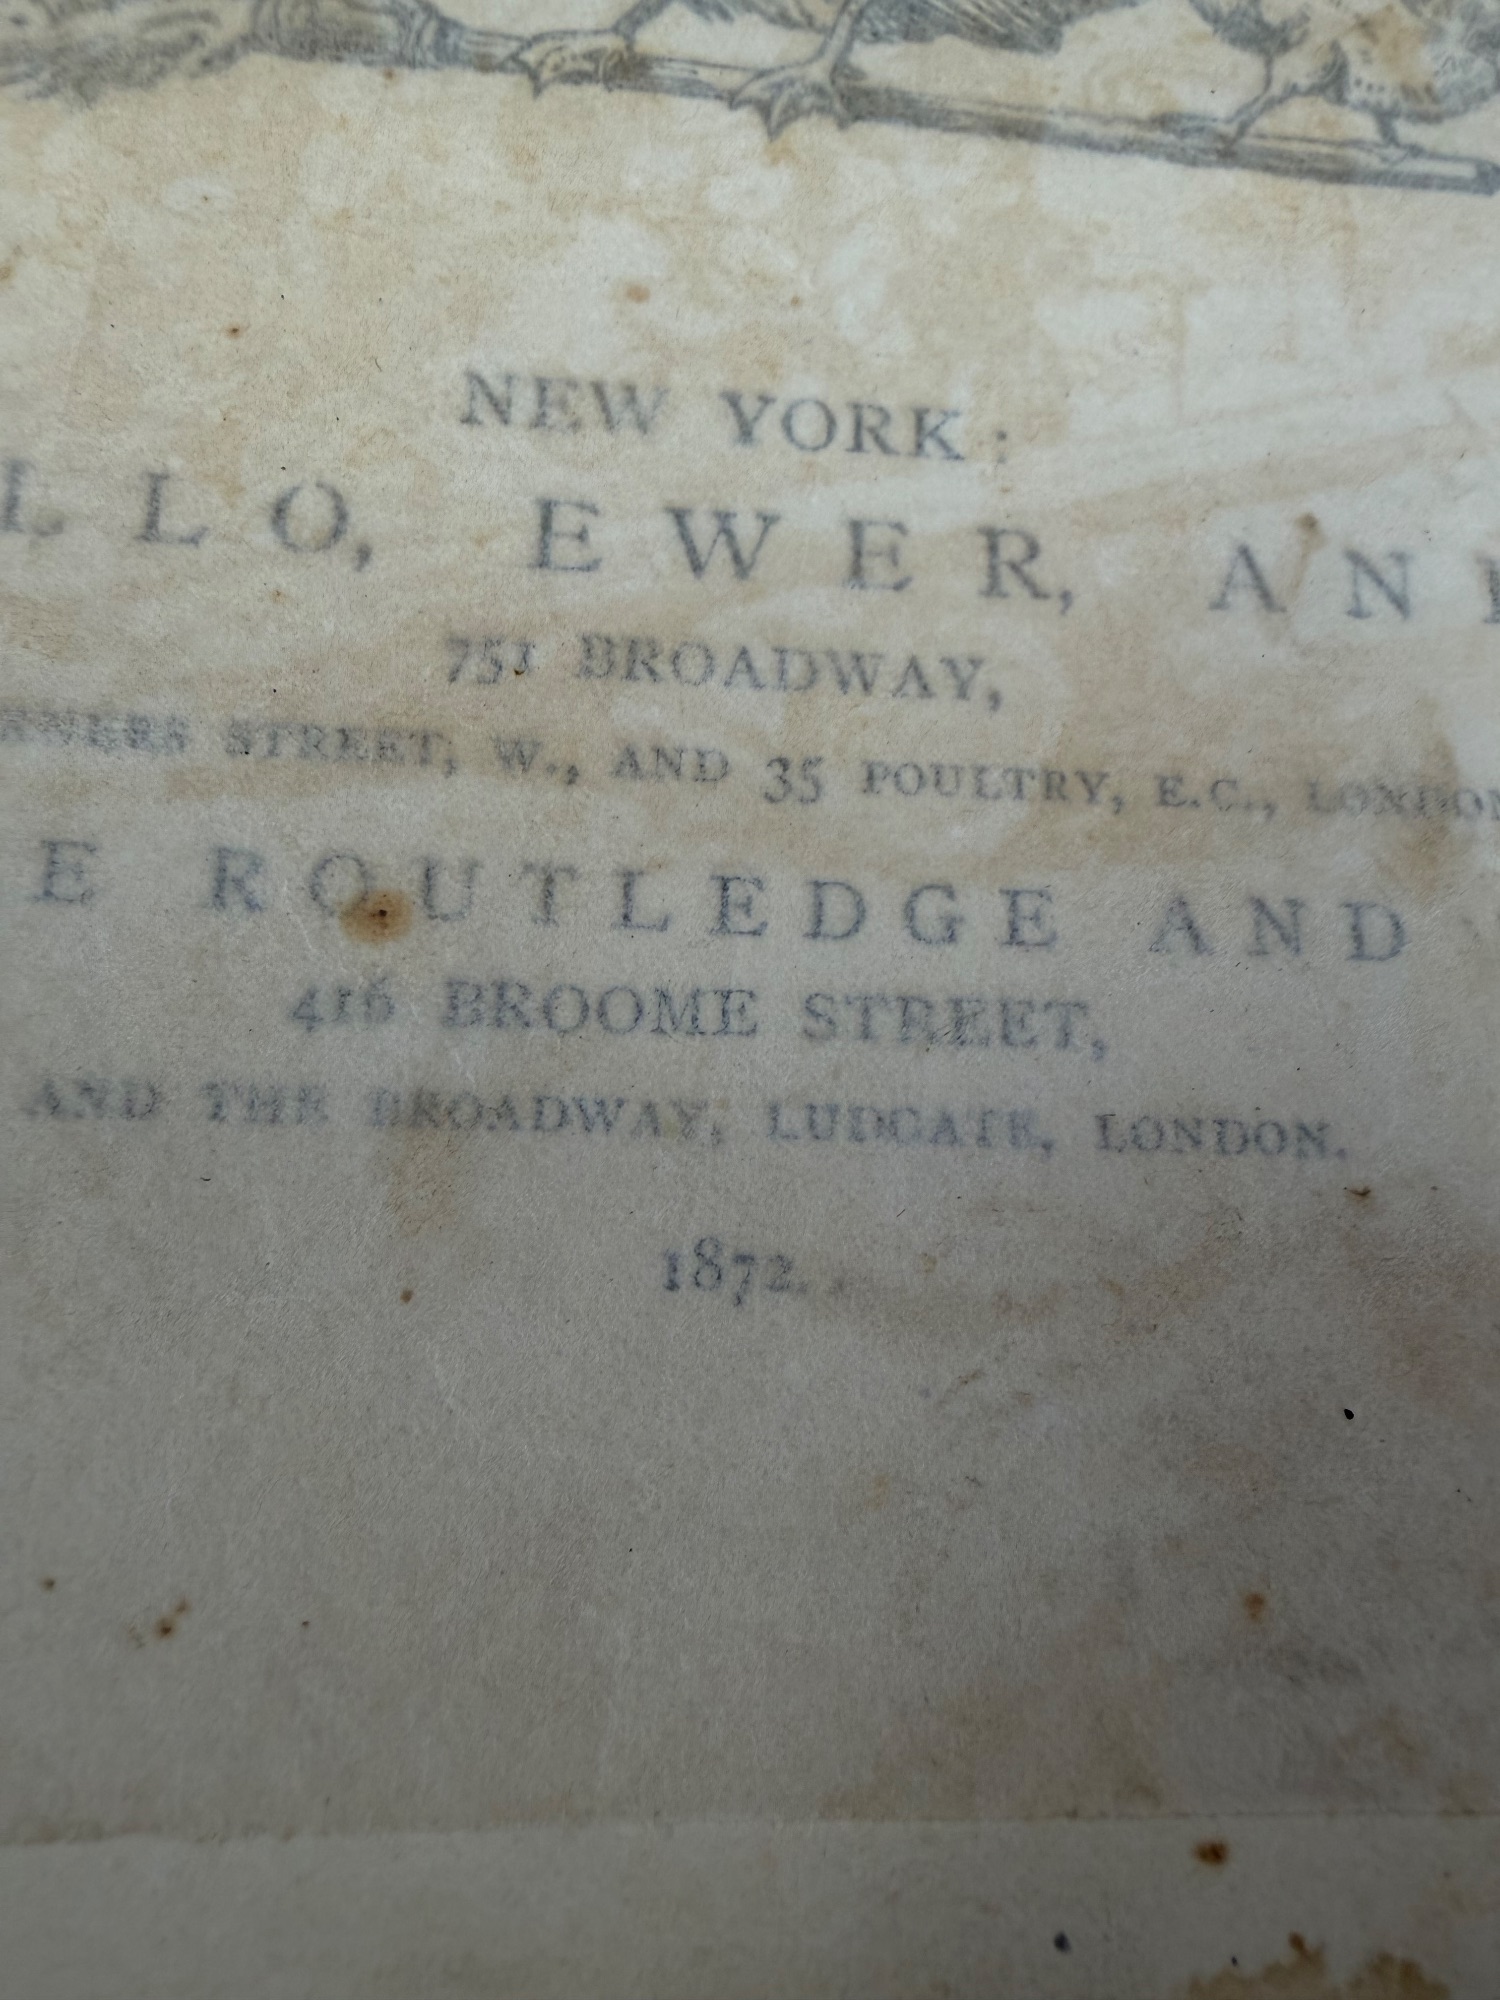 NEW YORK:
LLO, EWER, AN
751 BROADWAY,
STREET, W., AND 35 POULTRY, E.C., LONDON
E ROUTLEDGE AND
416 BROOME STREET,
AND THE BROADWAY, LUDGATE, LONDON.
1872.